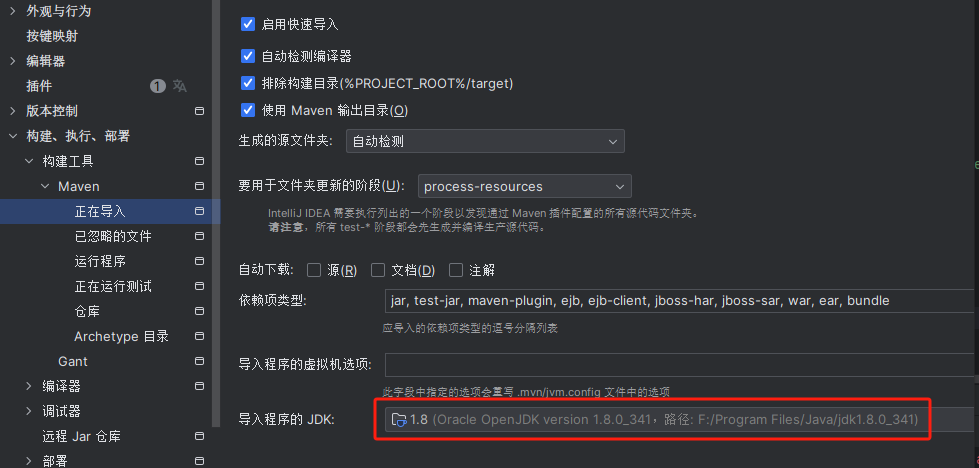 外观与行为
按键映射
编辑器
插件 1
版本控制
构建、执行、部署
构建工具
Maven
正在导入
已忽略的文件
运行程序
正在运行测试
仓库
Archetype 目录
Gant
编译器
调试器
远程 Jar 仓库
部署
启用快速导入
自动检测编译器
排除构建目录(%PROJECT_ROOT%/target)
使用 Maven 输出目录(O)
生成的源文件夹: 自动检测
要用于文件夹更新的阶段(U): process-resources
IntelliJ IDEA 需要执行列出的一个阶段以发现通过 Maven 插件配置的所有源代码文件夹。
请注意，所有 test-* 阶段都会先生成并编译生产源代码。
自动下载: 源(R) 文档(D) 注解
依赖项类型: jar, test-jar, maven-plugin, ejb, ejb-client, jboss-har, jboss-sar, war, ear, bundle
应导入的依赖项类型的逗号分隔列表
导入程序的虚拟机选项:
此字段中指定的选项会重写 .mvn/jvm.config 文件中的选项
导入程序的 JDK: 1.8 (Oracle OpenJDK version 1.8.0_341，路径: F:/Program Files/Java/jdk1.8.0_341)